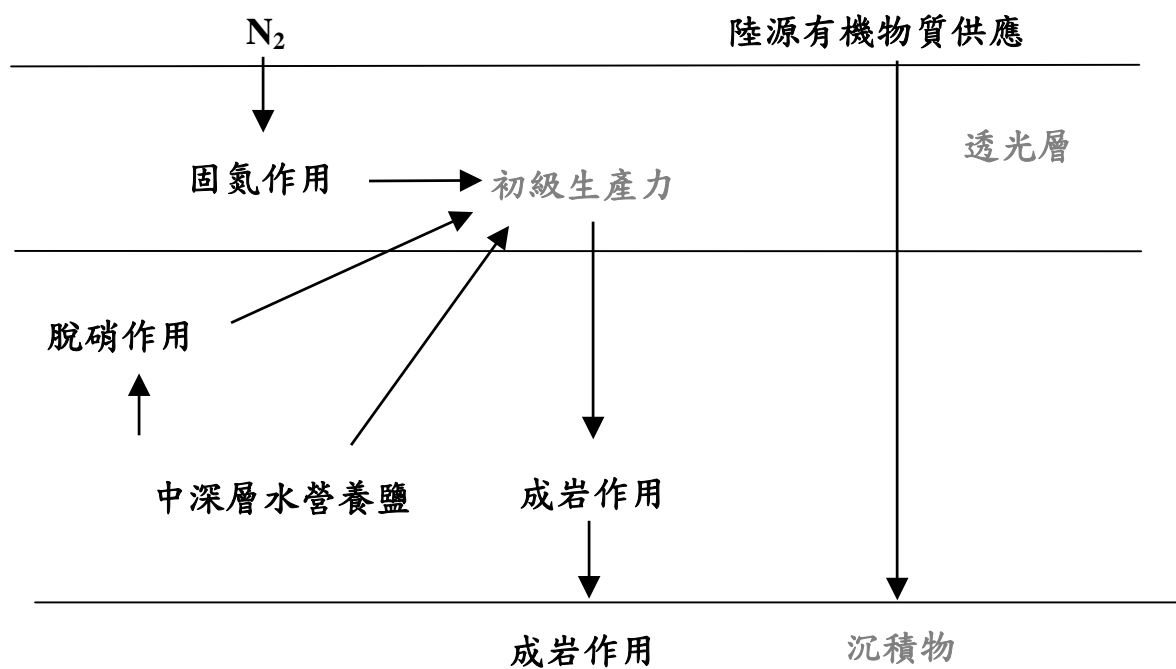 N₂
陸源有機物質供應
透光層
固氮作用
初級生產力
脫硝作用
中深層水營養鹽
成岩作用
成岩作用
沉積物